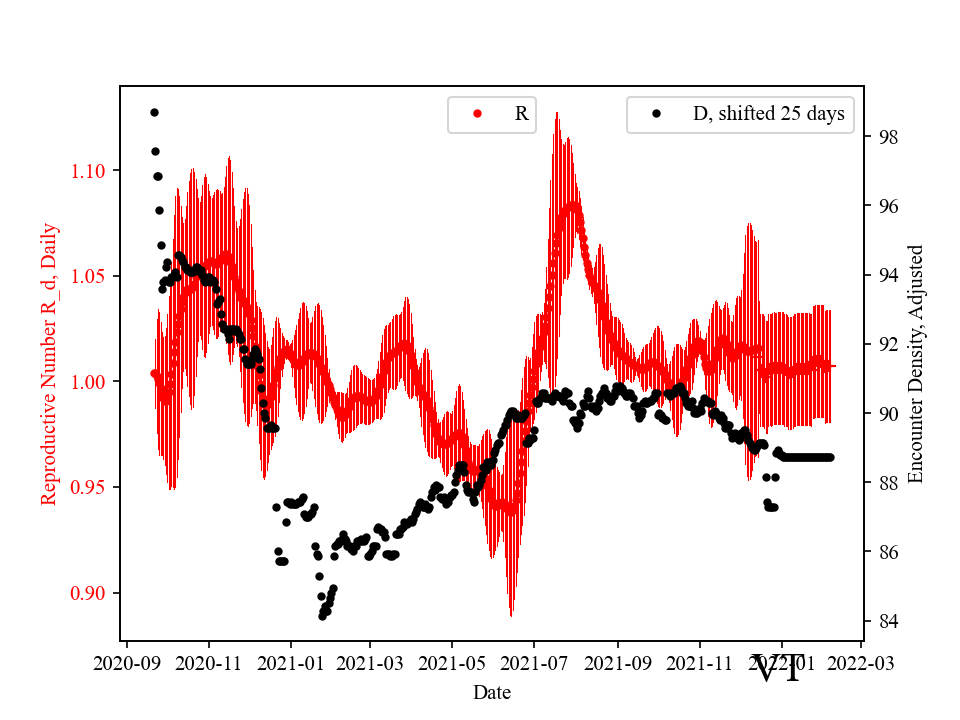 R
D, shifted 25 days
1.10
1.05
1.00
0.95
0.90
Reproductive Number R_d, Daily
98
96
94
92
90
88
86
84
Encounter Density, Adjusted
2020-09 2020-11 2021-01 2021-03 2021-05 2021-07 2021-09 2021-11 2022-01 2022-03
VT
Date